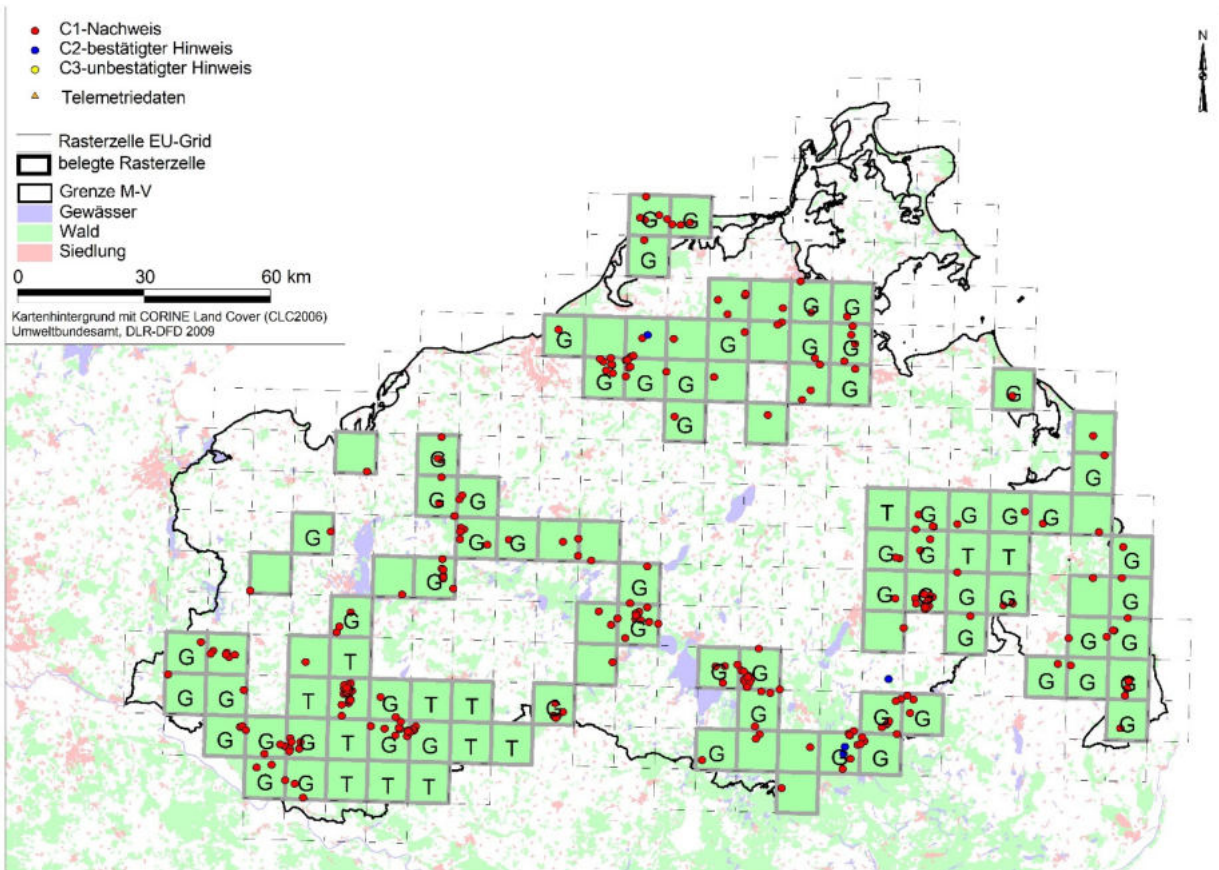 C1-Nachweis
C2-bestätigter Hinweis
C3-unbestätigter Hinweis
Telemetriedaten
Rasterzelle EU-Grid
belegte Rasterzelle
Grenze M-V
Gewässer
Wald
Siedlung
0 30 60 km
Kartenhintergrund mit CORINE Land Cover (CLC2006)
Umweltbundesamt, DLR-DFD 2009
N
G G
G
G G
G G G G
G G G G
G
G
G
G
G G
T G G G G
G
G G
G G T T G
G G
G G G G G
G
G
G G G
G T
G G G G G
G G T G T T G
G G G G
G G G T G G T T
G G G
G G T T T